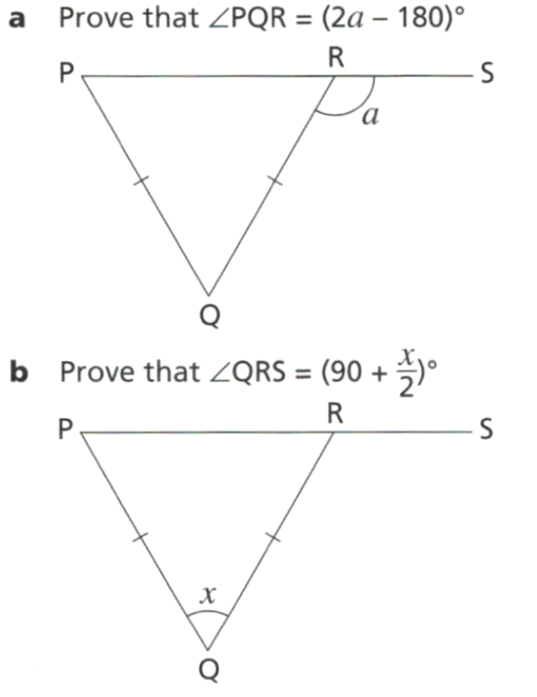 a Prove that ∠PQR = (2a – 180)°
R
P
S
a
Q
b Prove that ∠QRS = (90 + x/2)°
R
P
S
x
Q